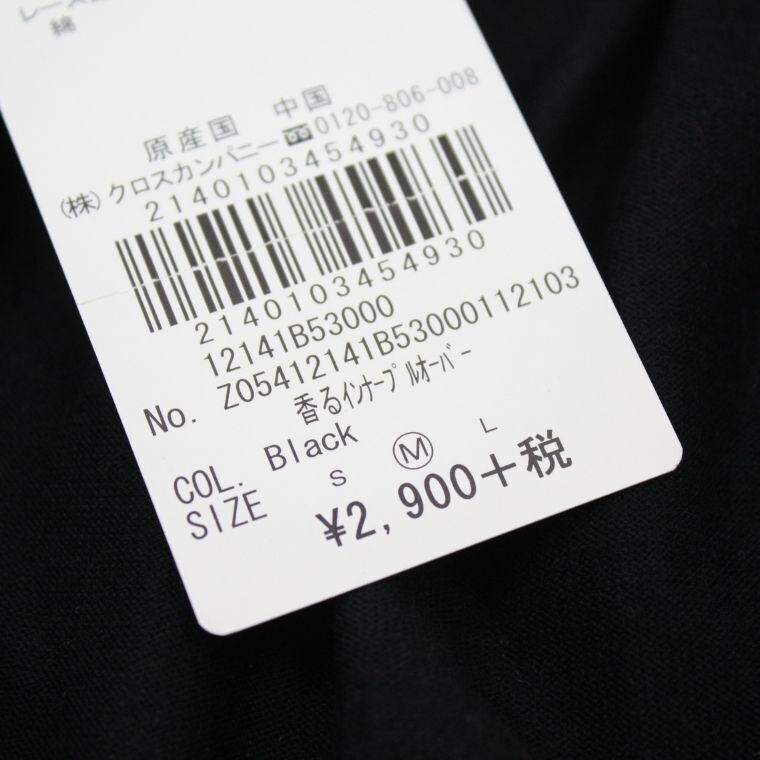 綿
原産国 中国
(株)クロスカンパニー 0120-806-008
2140103454930
2140103454930
12141B53000
No. Z05412141B53000112103
香るインナープルオーバー
COL. Black
SIZE S M L
¥2,900+税